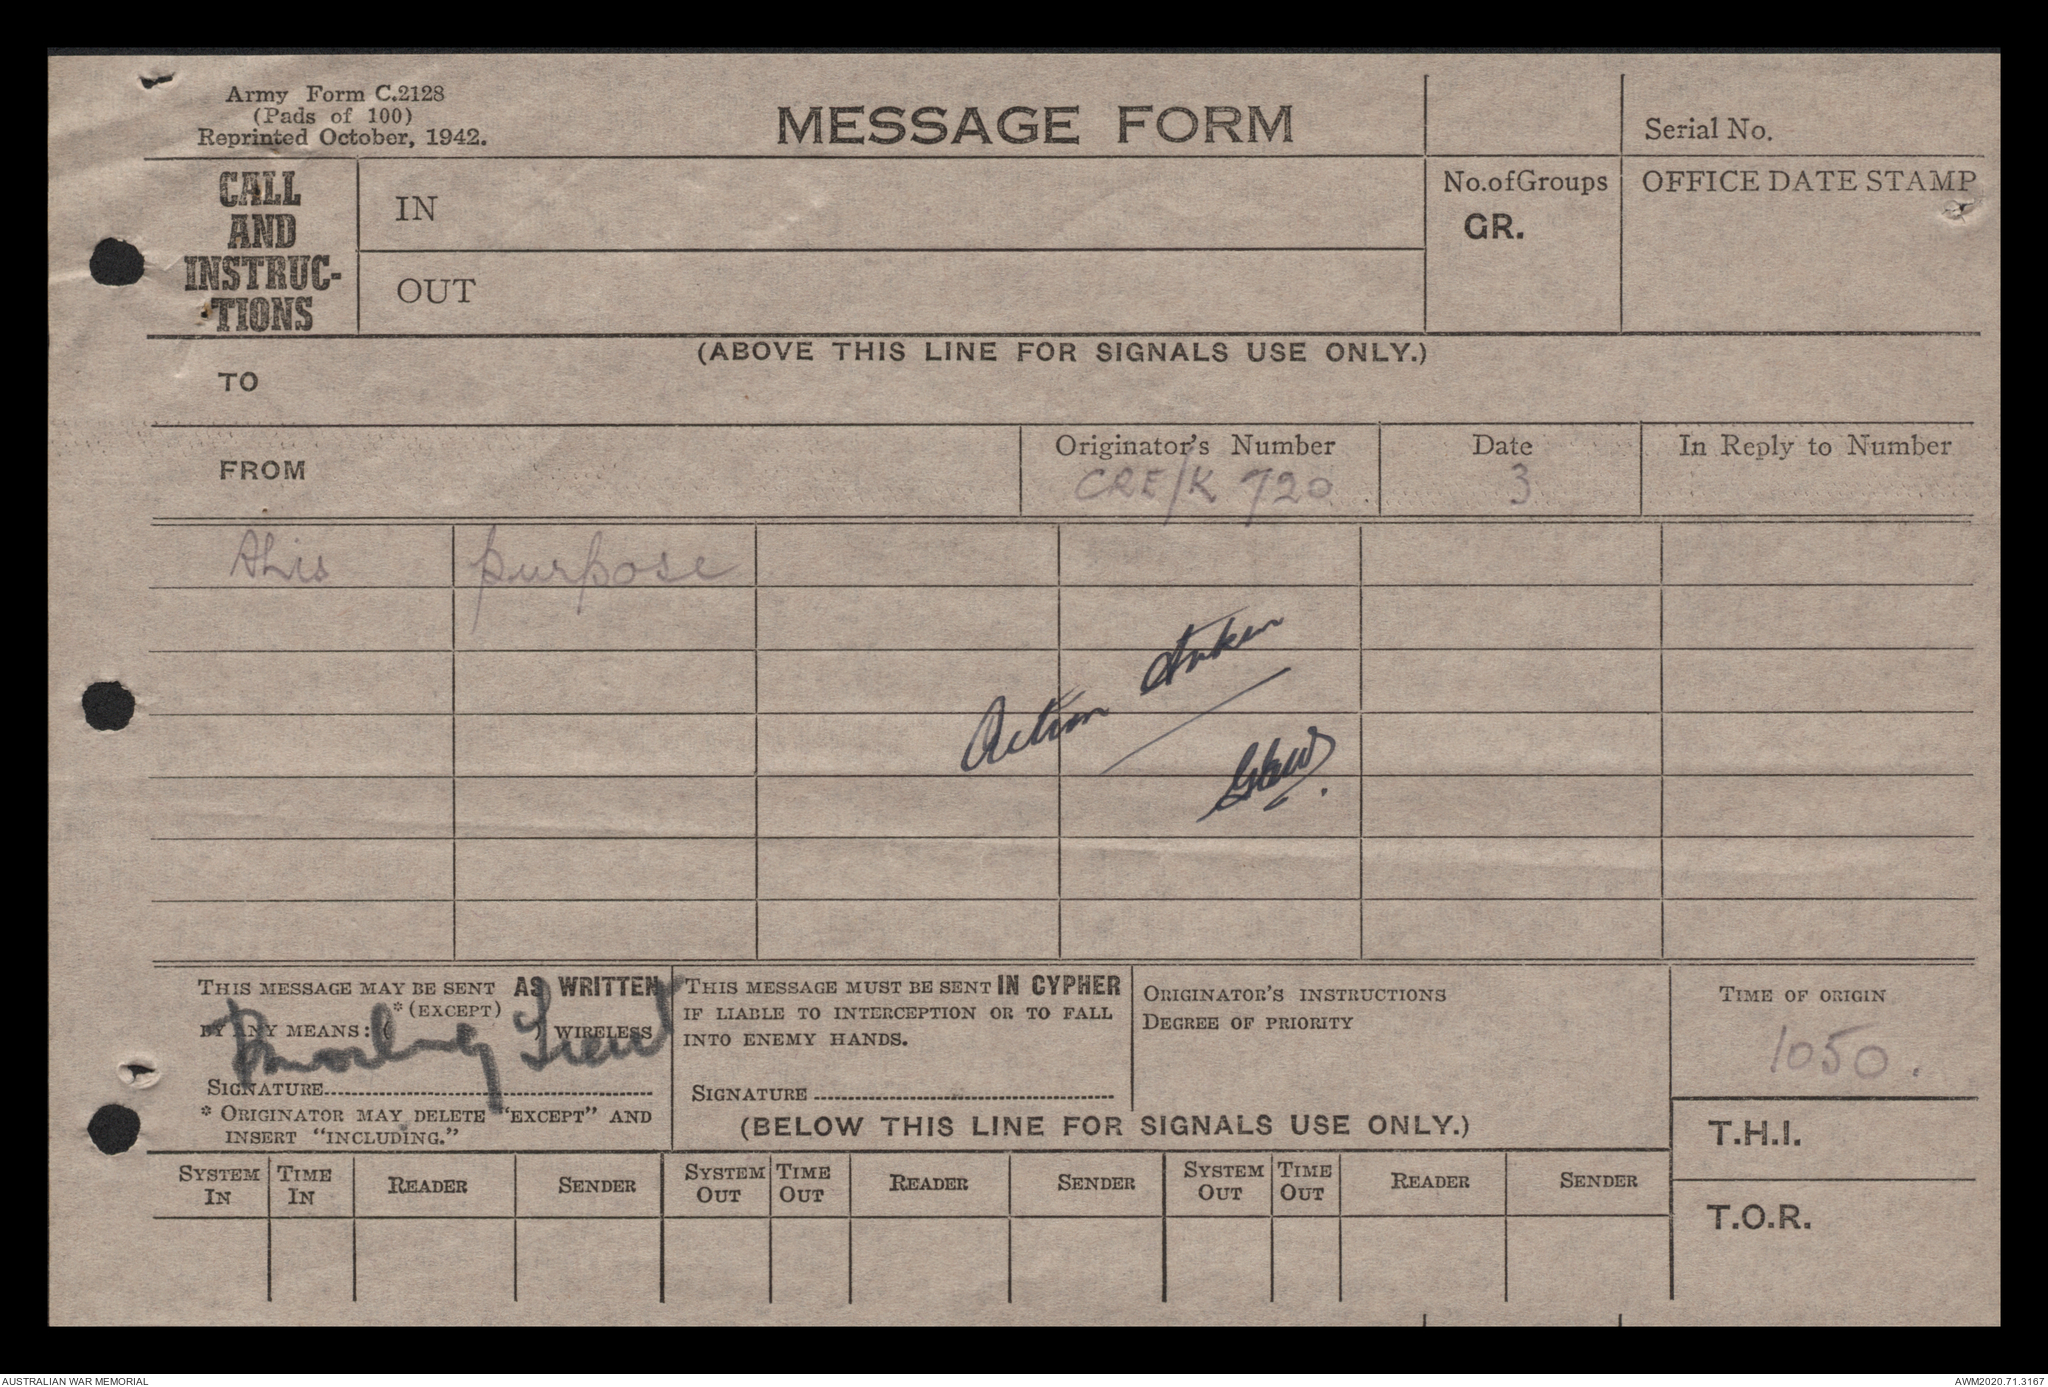 Army Form C.2128
(Pads of 100)
Reprinted October, 1942.
MESSAGE FORM
Serial No.
CALL
AND
INSTRUC-
TIONS
IN
OUT
No.ofGroups
GR.
OFFICE DATE STAMP
(ABOVE THIS LINE FOR SIGNALS USE ONLY.)
TO
FROM
Originator's Number
CRE/K 720
Date
3
In Reply to Number
this purpose
Action taken
THIS MESSAGE MAY BE SENT AS WRITTEN
*(EXCEPT)
BY ANY MEANS: ( ) WIRELESS
SIGNATURE
* ORIGINATOR MAY DELETE "EXCEPT" AND
INSERT "INCLUDING."
THIS MESSAGE MUST BE SENT IN CYPHER
IF LIABLE TO INTERCEPTION OR TO FALL
INTO ENEMY HANDS.
SIGNATURE
ORIGINATOR'S INSTRUCTIONS
DEGREE OF PRIORITY
TIME OF ORIGIN
1050.
(BELOW THIS LINE FOR SIGNALS USE ONLY.)
T.H.I.
T.O.R.
SYSTEM IN TIME IN READER SENDER SYSTEM OUT TIME OUT READER SENDER SYSTEM OUT TIME OUT READER SENDER
AUSTRALIAN WAR MEMORIAL
AWM2020.71.3167